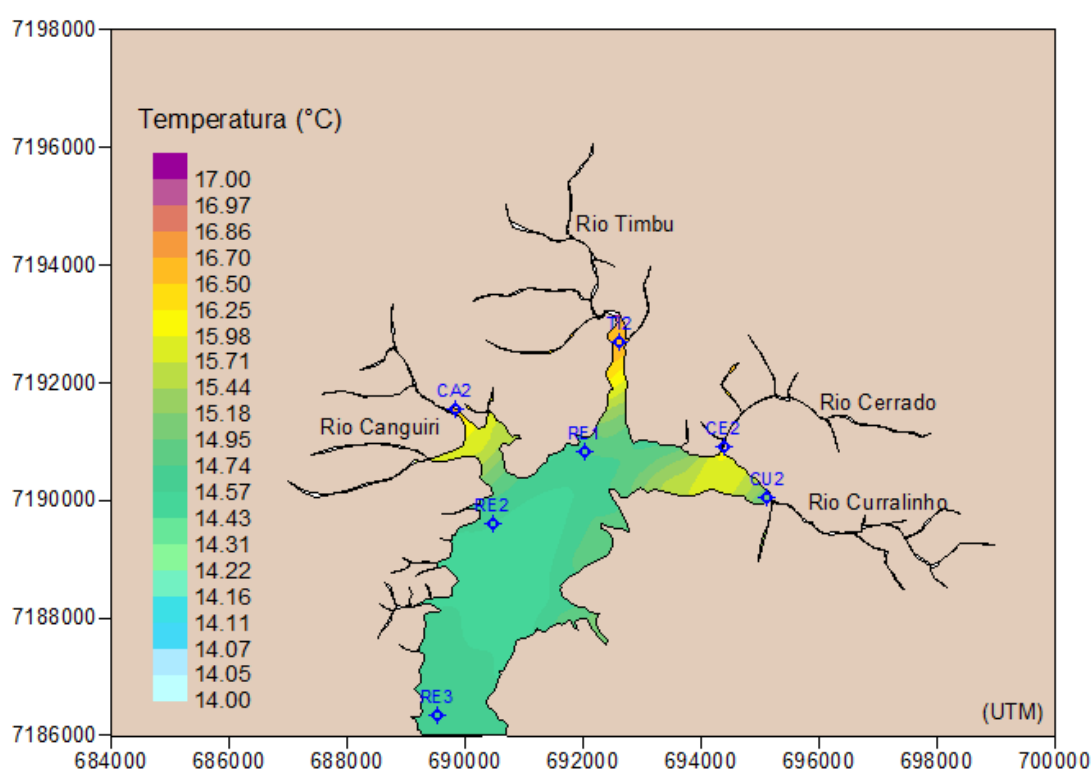 7198000
Temperatura (°C)
7196000
17.00
16.97
16.86
Rio Timbu
16.70
7194000
16.50
16.25
15.98
TI2
15.71
7192000
15.44
CA2
15.18
Rio Cerrado
Rio Canguiri
RE1
CE2
14.95
14.74
CU2
7190000
14.57
RE2
Rio Curralinho
14.43
14.31
14.22
14.16
7188000
14.11
14.07
14.05
14.00
RE3
(UTM)
7186000
684000 686000 688000 690000 692000 694000 696000 698000 700000